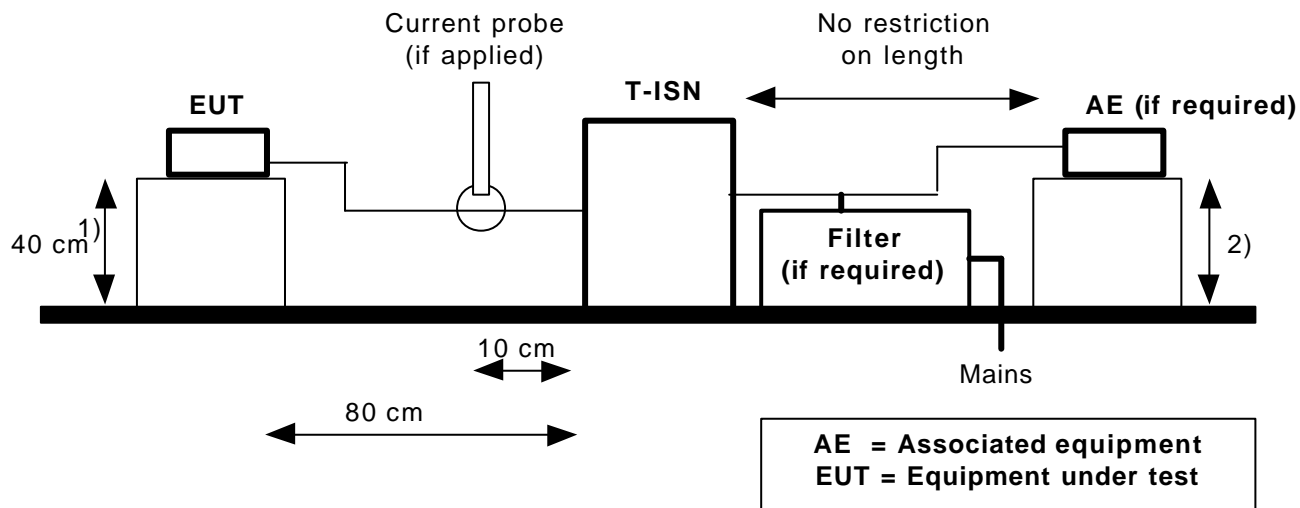 Current probe
(if applied)
No restriction
on length
T-ISN
EUT
AE (if required)
40 cm 1)
Filter
(if required)
2)
10 cm
Mains
80 cm
AE = Associated equipment
EUT = Equipment under test